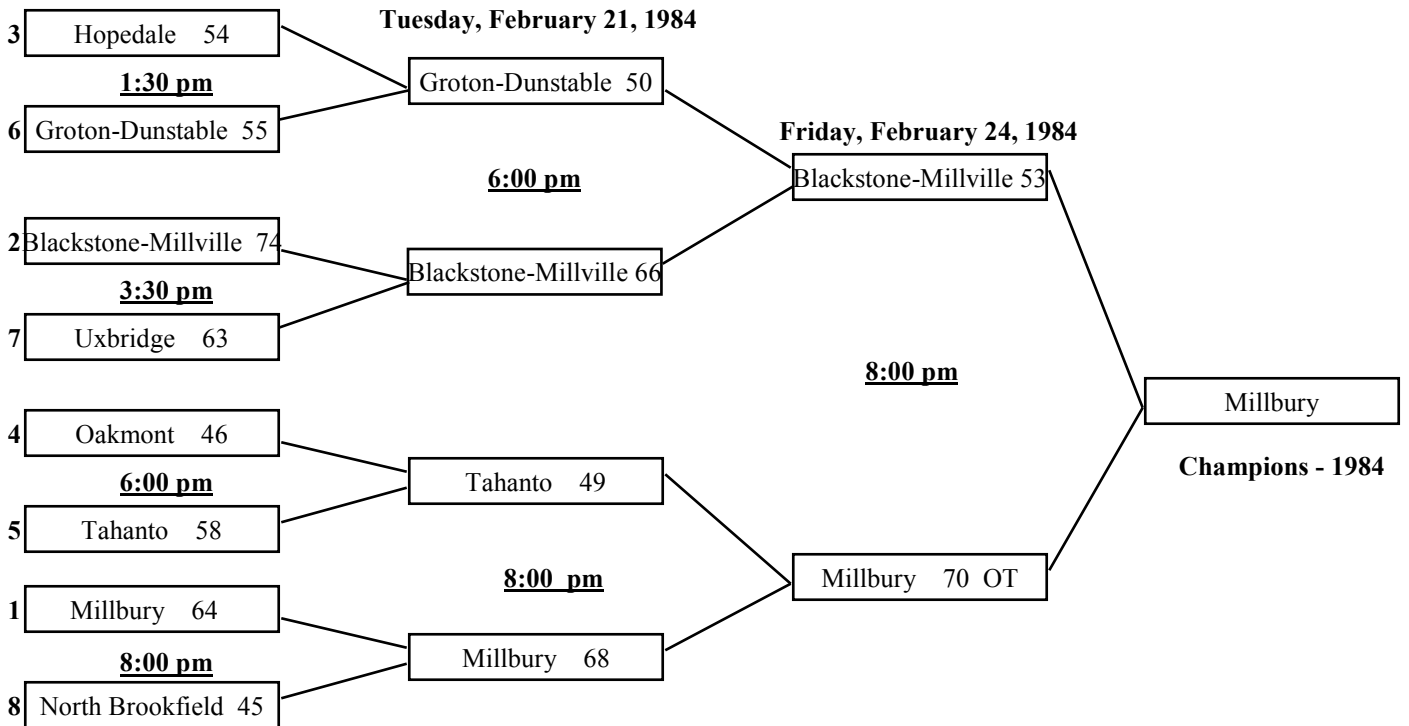 Tuesday, February 21, 1984
3 Hopedale 54
1:30 pm
6 Groton-Dunstable 55
2 Blackstone-Millville 74
3:30 pm
7 Uxbridge 63
4 Oakmont 46
6:00 pm
5 Tahanto 58
1 Millbury 64
8:00 pm
8 North Brookfield 45
Groton-Dunstable 50
6:00 pm
Blackstone-Millville 66
Tahanto 49
8:00 pm
Millbury 68
Friday, February 24, 1984
Blackstone-Millville 53
8:00 pm
Millbury 70 OT
Millbury
Champions - 1984